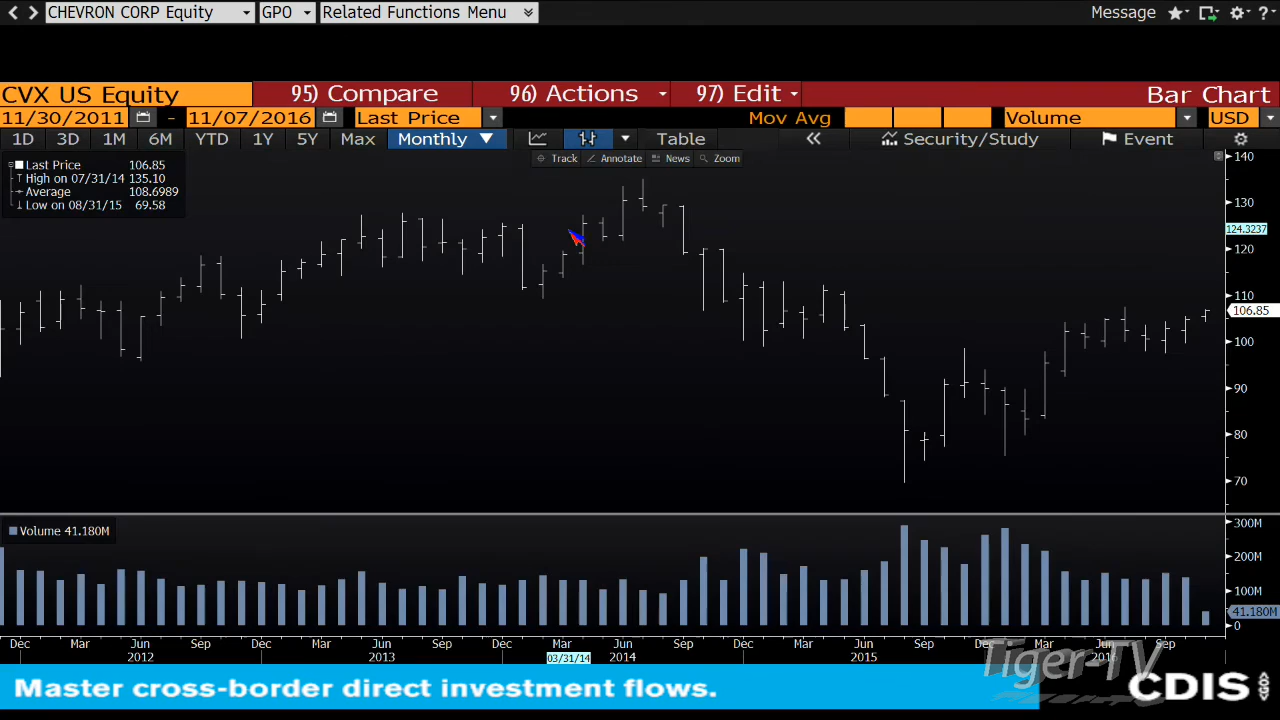 CHEVRON CORP Equity GPO Related Functions Menu Message ?
CVX US Equity 95) Compare 96) Actions 97) Edit Bar Chart
11/30/2011 - 11/07/2016 Last Price Mov Avg Volume USD
1D 3D 1M 6M YTD 1Y 5Y Max Monthly Table Security/Study Event
Track Annotate News Zoom
Last Price 106.85
High on 07/31/14 135.10
Average 108.6989
Low on 08/31/15 69.58
140
130
124.3237
120
110
106.85
100
90
80
70
Volume 41.180M
300M
200M
100M
41.180M
0
Dec Mar Jun Sep Dec Mar Jun Sep Dec Mar Jun Sep Dec Mar Jun Sep Dec Mar Jun Sep
2012 2013 03/31/14 2014 2015 2016
Tiger-TV
Master cross-border direct investment flows.
CDIS